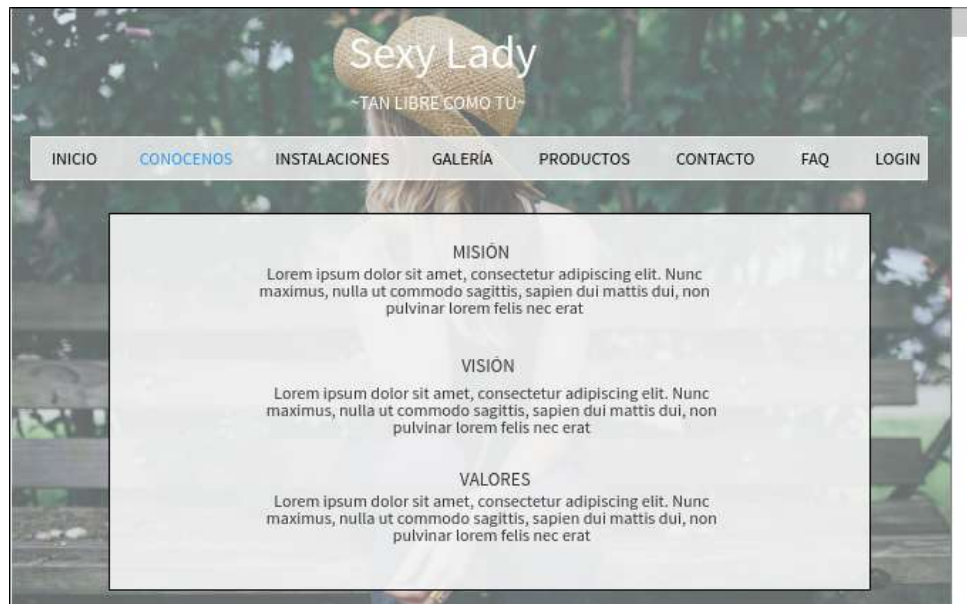 Sexy Lady
~TAN LIBRE COMO TU~
INICIO CONOCENOS INSTALACIONES GALERÍA PRODUCTOS CONTACTO FAQ LOGIN
MISIÓN
Lorem ipsum dolor sit amet, consectetur adipiscing elit. Nunc
maximus, nulla ut commodo sagittis, sapien dui mattis dui, non
pulvinar lorem felis nec erat
VISIÓN
Lorem ipsum dolor sit amet, consectetur adipiscing elit. Nunc
maximus, nulla ut commodo sagittis, sapien dui mattis dui, non
pulvinar lorem felis nec erat
VALORES
Lorem ipsum dolor sit amet, consectetur adipiscing elit. Nunc
maximus, nulla ut commodo sagittis, sapien dui mattis dui, non
pulvinar lorem felis nec erat